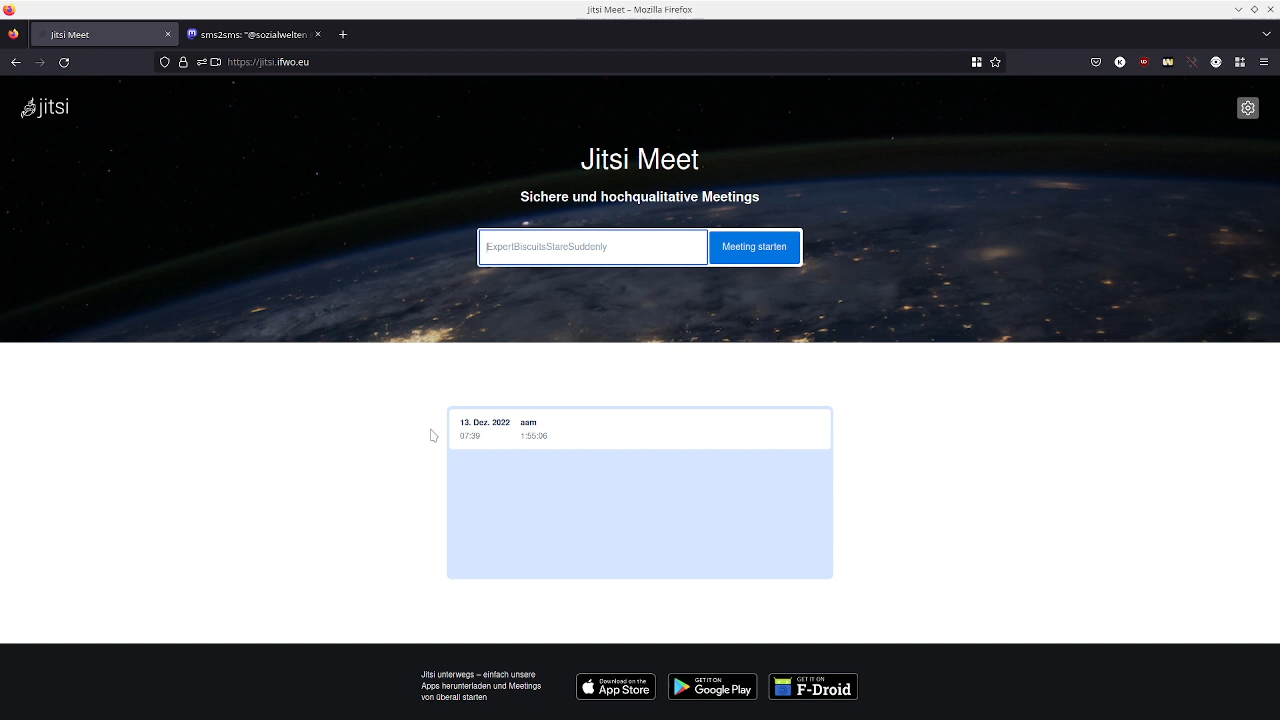 Jitsi Meet – Mozilla Firefox
Jitsi Meet
sms2sms: "@sozialwelten
https://jitsi.ifwo.eu
jitsi
Jitsi Meet
Sichere und hochqualitative Meetings
ExpertBiscuitsStareSuddenly
Meeting starten
13. Dez. 2022 aam
07:39 1:55:06
Jitsi unterwegs – einfach unsere
Apps herunterladen und Meetings
von überall starten
Download on the
App Store
GET IT ON
Google Play
GET IT ON
F-Droid